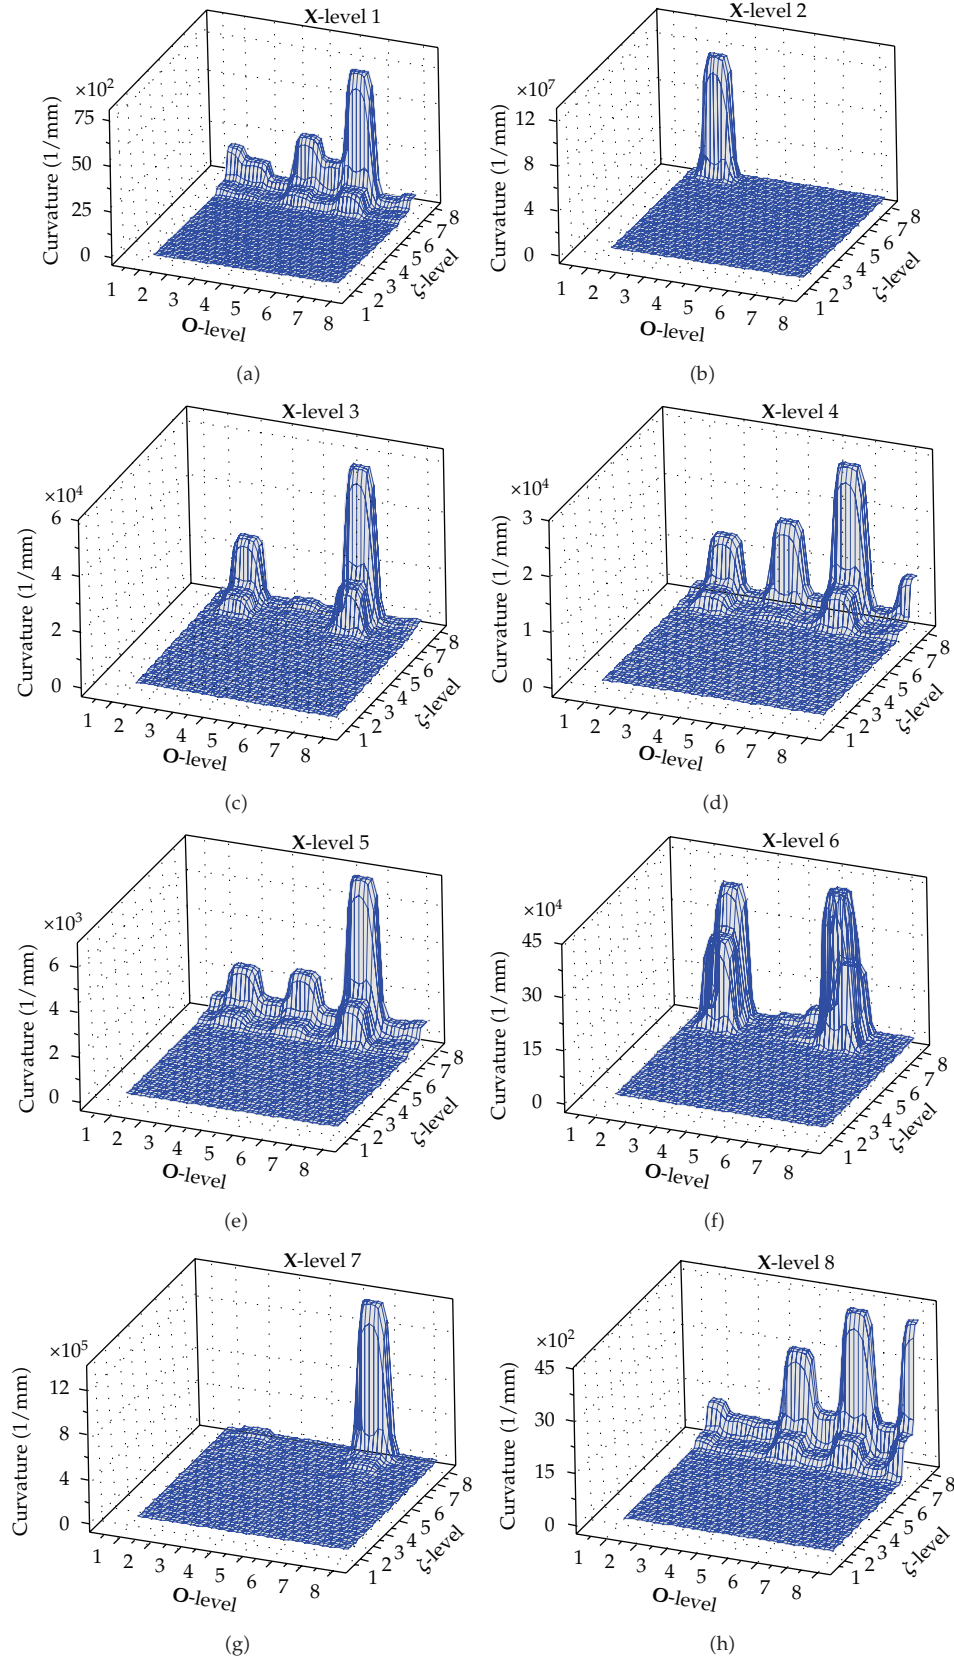 X-level 1
×10²
75
50
25
0
Curvature (1/mm)
1 2 3 4 5 6 7 8
O-level
1 2 3 4 5 6 7 8
ζ-level
(a)
X-level 2
×10⁷
12
8
4
0
Curvature (1/mm)
1 2 3 4 5 6 7 8
O-level
1 2 3 4 5 6 7 8
ζ-level
(b)
X-level 3
×10⁴
6
4
2
0
Curvature (1/mm)
1 2 3 4 5 6 7 8
O-level
1 2 3 4 5 6 7 8
ζ-level
(c)
X-level 4
×10⁴
3
2
1
0
Curvature (1/mm)
1 2 3 4 5 6 7 8
O-level
1 2 3 4 5 6 7 8
ζ-level
(d)
X-level 5
×10³
6
4
2
0
Curvature (1/mm)
1 2 3 4 5 6 7 8
O-level
1 2 3 4 5 6 7 8
ζ-level
(e)
X-level 6
×10⁴
45
30
15
0
Curvature (1/mm)
1 2 3 4 5 6 7 8
O-level
1 2 3 4 5 6 7 8
ζ-level
(f)
X-level 7
×10⁵
12
8
4
0
Curvature (1/mm)
1 2 3 4 5 6 7 8
O-level
1 2 3 4 5 6 7 8
ζ-level
(g)
X-level 8
×10²
45
30
15
0
Curvature (1/mm)
1 2 3 4 5 6 7 8
O-level
1 2 3 4 5 6 7 8
ζ-level
(h)